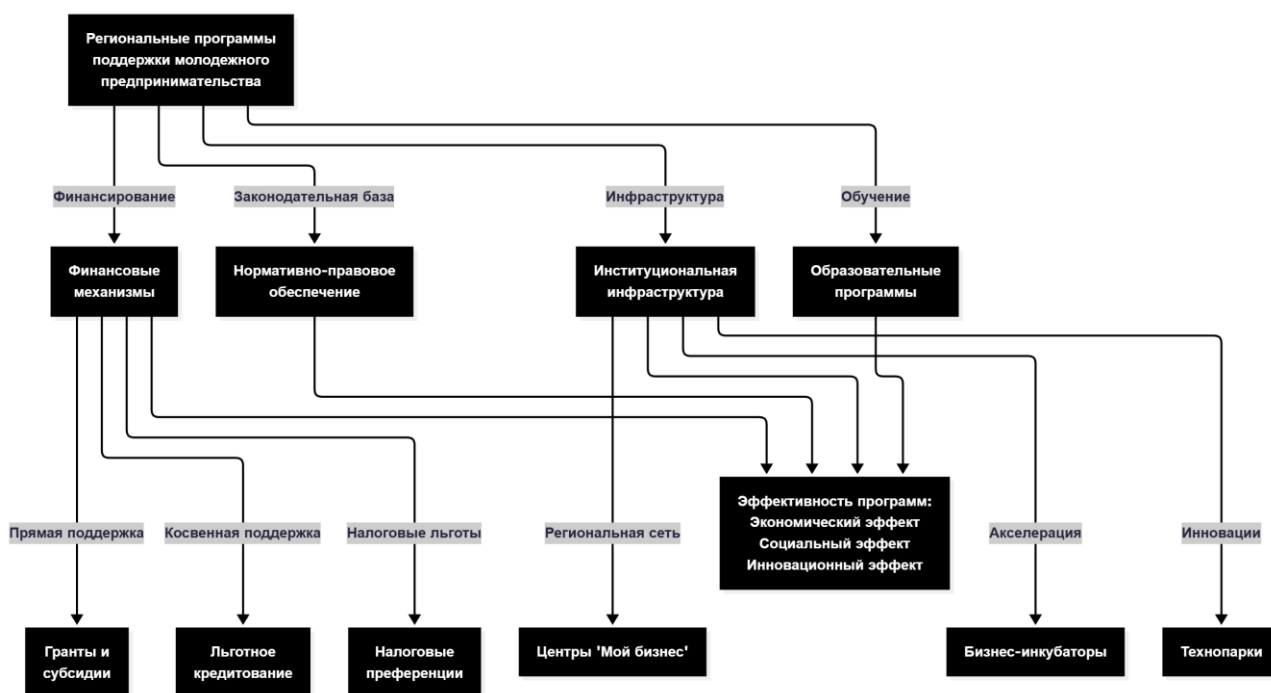 Региональные программы
поддержки молодежного
предпринимательства
Финансирование
Законодательная база
Инфраструктура
Обучение
Финансовые
механизмы
Нормативно-правовое
обеспечение
Институциональная
инфраструктура
Образовательные
программы
Эффективность программ:
Экономический эффект
Социальный эффект
Инновационный эффект
Прямая поддержка
Косвенная поддержка
Налоговые льготы
Региональная сеть
Акселерация
Инновации
Гранты и
субсидии
Льготное
кредитование
Налоговые
преференции
Центры 'Мой бизнес'
Бизнес-инкубаторы
Технопарки